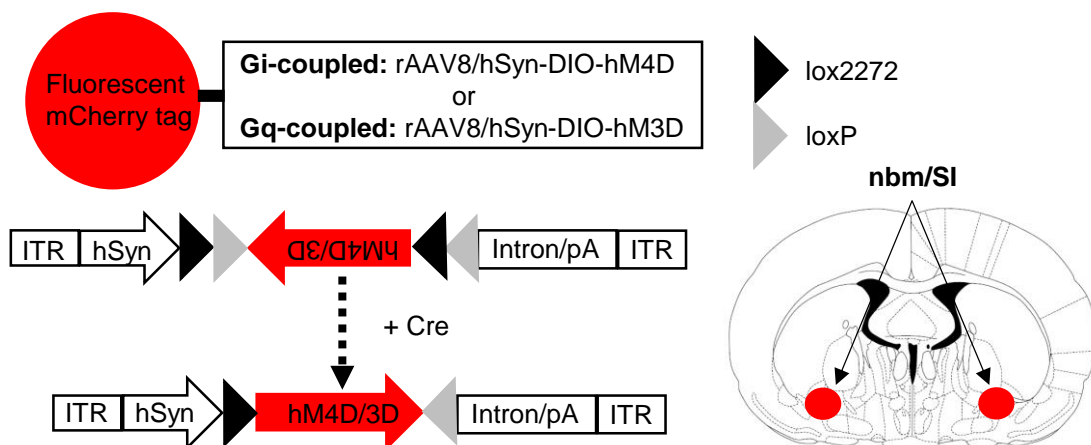 Fluorescent
mCherry tag
Gi-coupled: rAAV8/hSyn-DIO-hM4D
or
Gq-coupled: rAAV8/hSyn-DIO-hM3D
lox2272
loxP
nbm/SI
ITR hSyn hM4D/3D Intron/pA ITR
+ Cre
ITR hSyn hM4D/3D Intron/pA ITR